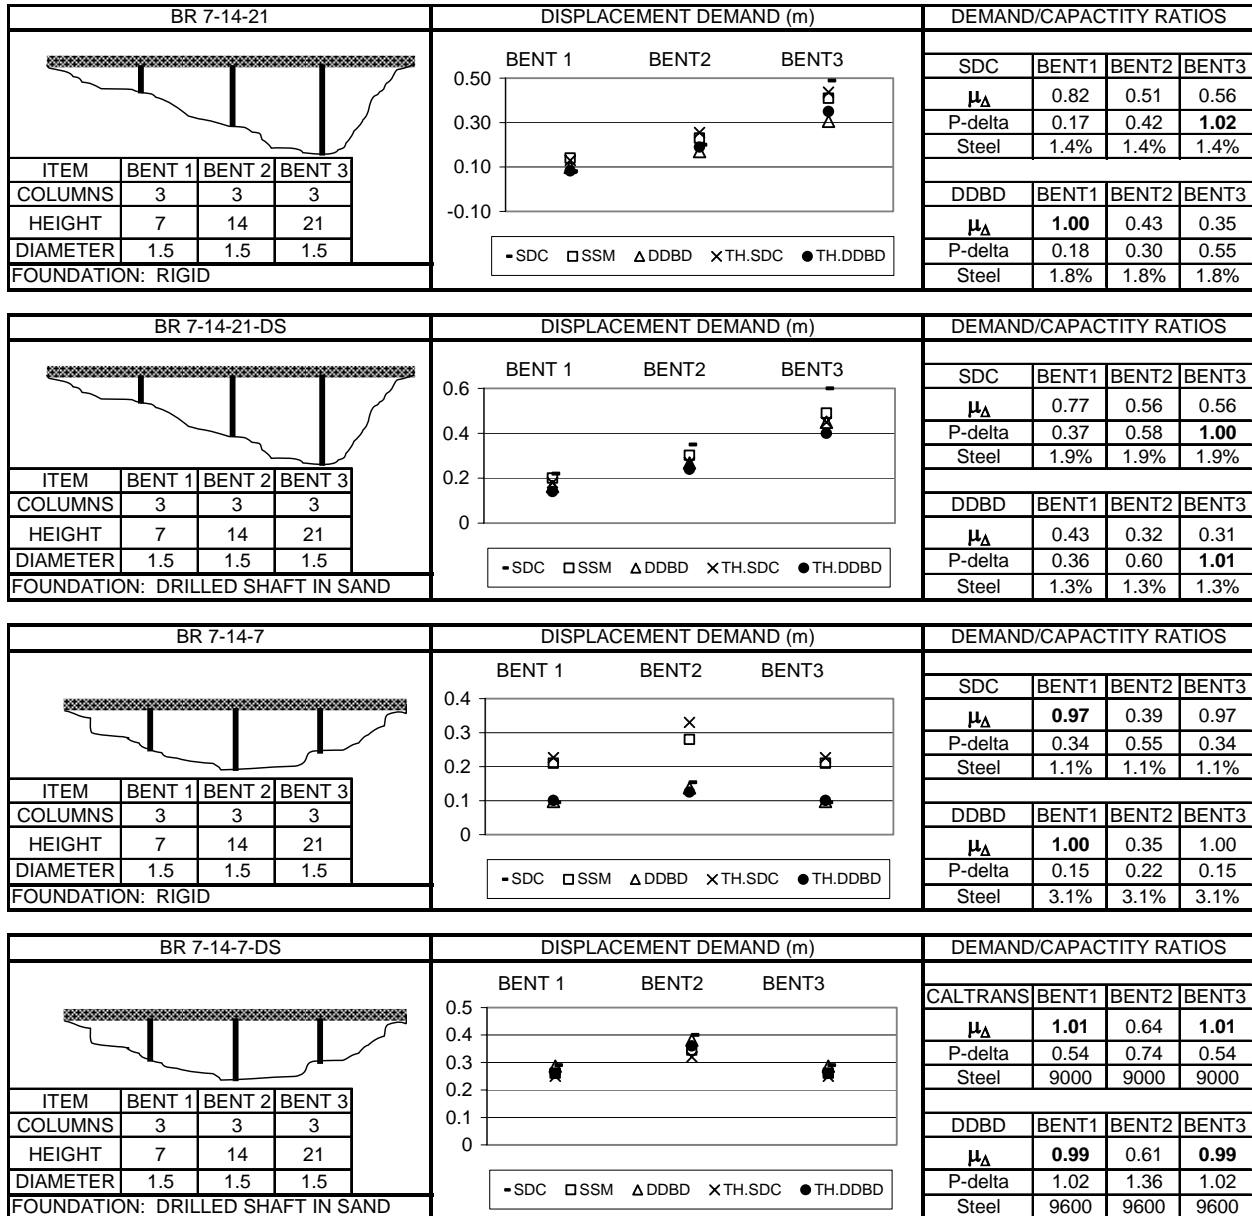 BR 7-14-21 DISPLACEMENT DEMAND (m) DEMAND/CAPACTITY RATIOS
BENT 1 BENT2 BENT3
0.50
0.30
0.10
-0.10
SDC SSM DDBD TH.SDC TH.DDBD
ITEM BENT 1 BENT 2 BENT 3
COLUMNS 3 3 3
HEIGHT 7 14 21
DIAMETER 1.5 1.5 1.5
FOUNDATION: RIGID
SDC BENT1 BENT2 BENT3
μΔ 0.82 0.51 0.56
P-delta 0.17 0.42 1.02
Steel 1.4% 1.4% 1.4%
DDBD BENT1 BENT2 BENT3
μΔ 1.00 0.43 0.35
P-delta 0.18 0.30 0.55
Steel 1.8% 1.8% 1.8%
BR 7-14-21-DS DISPLACEMENT DEMAND (m) DEMAND/CAPACTITY RATIOS
BENT 1 BENT2 BENT3
0.6
0.4
0.2
0
SDC SSM DDBD TH.SDC TH.DDBD
ITEM BENT 1 BENT 2 BENT 3
COLUMNS 3 3 3
HEIGHT 7 14 21
DIAMETER 1.5 1.5 1.5
FOUNDATION: DRILLED SHAFT IN SAND
SDC BENT1 BENT2 BENT3
μΔ 0.77 0.56 0.56
P-delta 0.37 0.58 1.00
Steel 1.9% 1.9% 1.9%
DDBD BENT1 BENT2 BENT3
μΔ 0.43 0.32 0.31
P-delta 0.36 0.60 1.01
Steel 1.3% 1.3% 1.3%
BR 7-14-7 DISPLACEMENT DEMAND (m) DEMAND/CAPACTITY RATIOS
BENT 1 BENT2 BENT3
0.4
0.3
0.2
0.1
0
SDC SSM DDBD TH.SDC TH.DDBD
ITEM BENT 1 BENT 2 BENT 3
COLUMNS 3 3 3
HEIGHT 7 14 21
DIAMETER 1.5 1.5 1.5
FOUNDATION: RIGID
SDC BENT1 BENT2 BENT3
μΔ 0.97 0.39 0.97
P-delta 0.34 0.55 0.34
Steel 1.1% 1.1% 1.1%
DDBD BENT1 BENT2 BENT3
μΔ 1.00 0.35 1.00
P-delta 0.15 0.22 0.15
Steel 3.1% 3.1% 3.1%
BR 7-14-7-DS DISPLACEMENT DEMAND (m) DEMAND/CAPACTITY RATIOS
BENT 1 BENT2 BENT3
0.5
0.4
0.3
0.2
0.1
0
SDC SSM DDBD TH.SDC TH.DDBD
ITEM BENT 1 BENT 2 BENT 3
COLUMNS 3 3 3
HEIGHT 7 14 21
DIAMETER 1.5 1.5 1.5
FOUNDATION: DRILLED SHAFT IN SAND
CALTRANS BENT1 BENT2 BENT3
μΔ 1.01 0.64 1.01
P-delta 0.54 0.74 0.54
Steel 9000 9000 9000
DDBD BENT1 BENT2 BENT3
μΔ 0.99 0.61 0.99
P-delta 1.02 1.36 1.02
Steel 9600 9600 9600